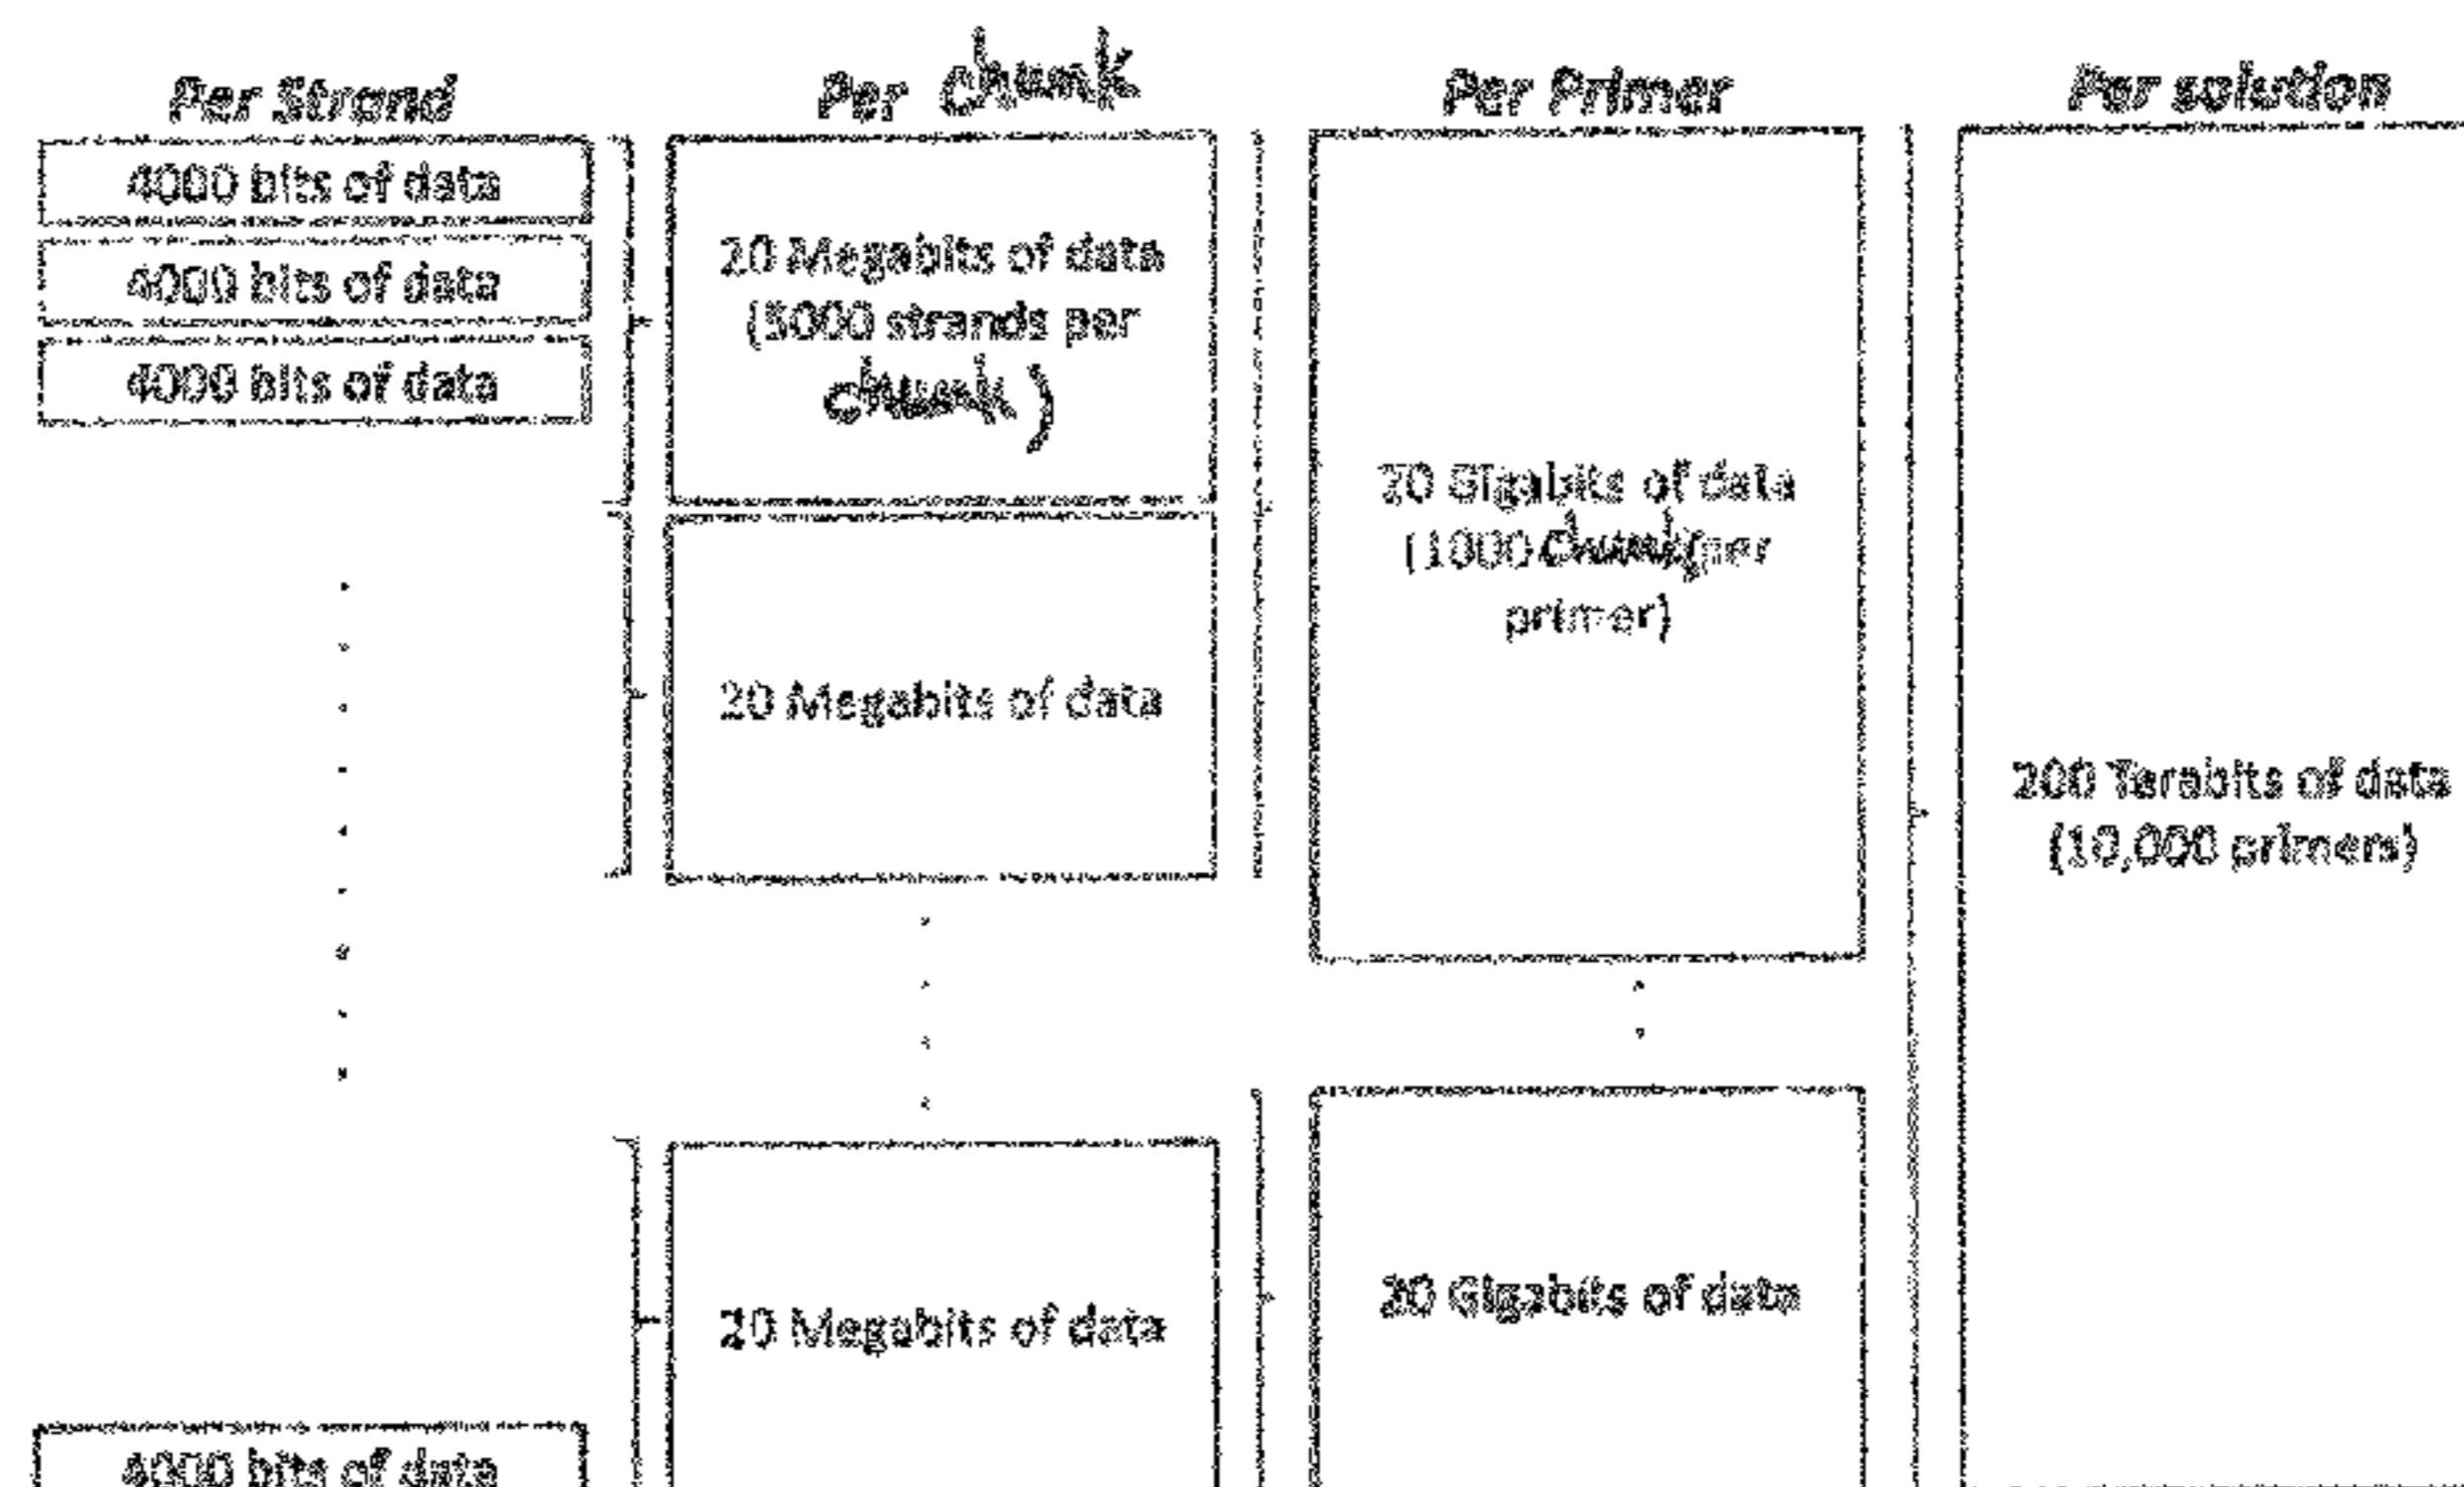 Per Strand
4000 bits of data
4000 bits of data
4000 bits of data
4000 bits of data
Per chunk
20 Megabits of data
(5000 strands per
chunk)
20 Megabits of data
20 Megabits of data
Per Primer
20 Gigabits of data
(1000 chunks per
primer)
20 Gigabits of data
Per solution
200 Terabits of data
(10,000 primers)